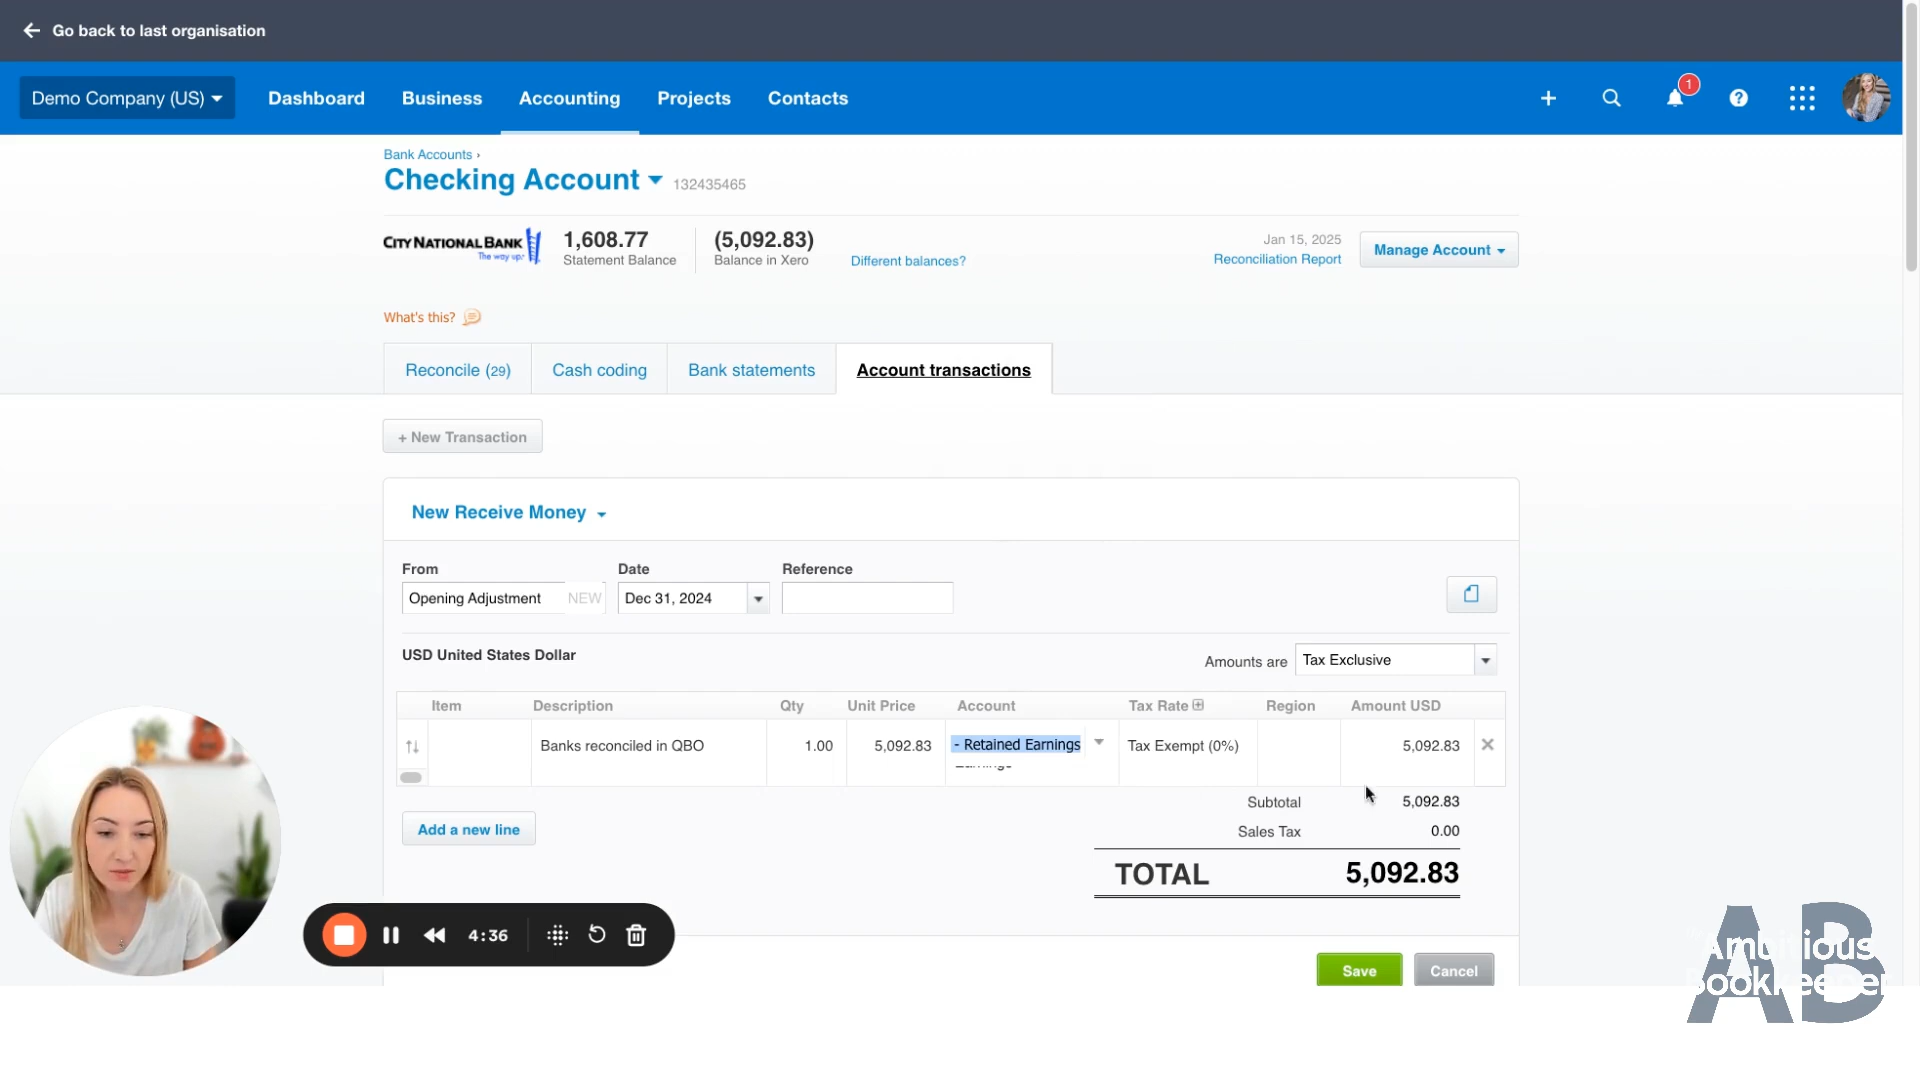 Go back to last organisation
Demo Company (US) Dashboard Business Accounting Projects Contacts 1
Bank Accounts ›
Checking Account 132435465
CITY NATIONAL BANK
The way up.
1,608.77
Statement Balance
(5,092.83)
Balance in Xero
Different balances?
Jan 15, 2025
Reconciliation Report
Manage Account
What's this?
Reconcile (29) Cash coding Bank statements Account transactions
+ New Transaction
New Receive Money
From Date Reference
Opening Adjustment NEW Dec 31, 2024
USD United States Dollar
Amounts are Tax Exclusive
Item Description Qty Unit Price Account Tax Rate Region Amount USD
Banks reconciled in QBO 1.00 5,092.83 - Retained Earnings Tax Exempt (0%) 5,092.83
Subtotal 5,092.83
Add a new line
Sales Tax 0.00
TOTAL 5,092.83
4:36
Save Cancel
AB
Ambitious
Bookkeeper